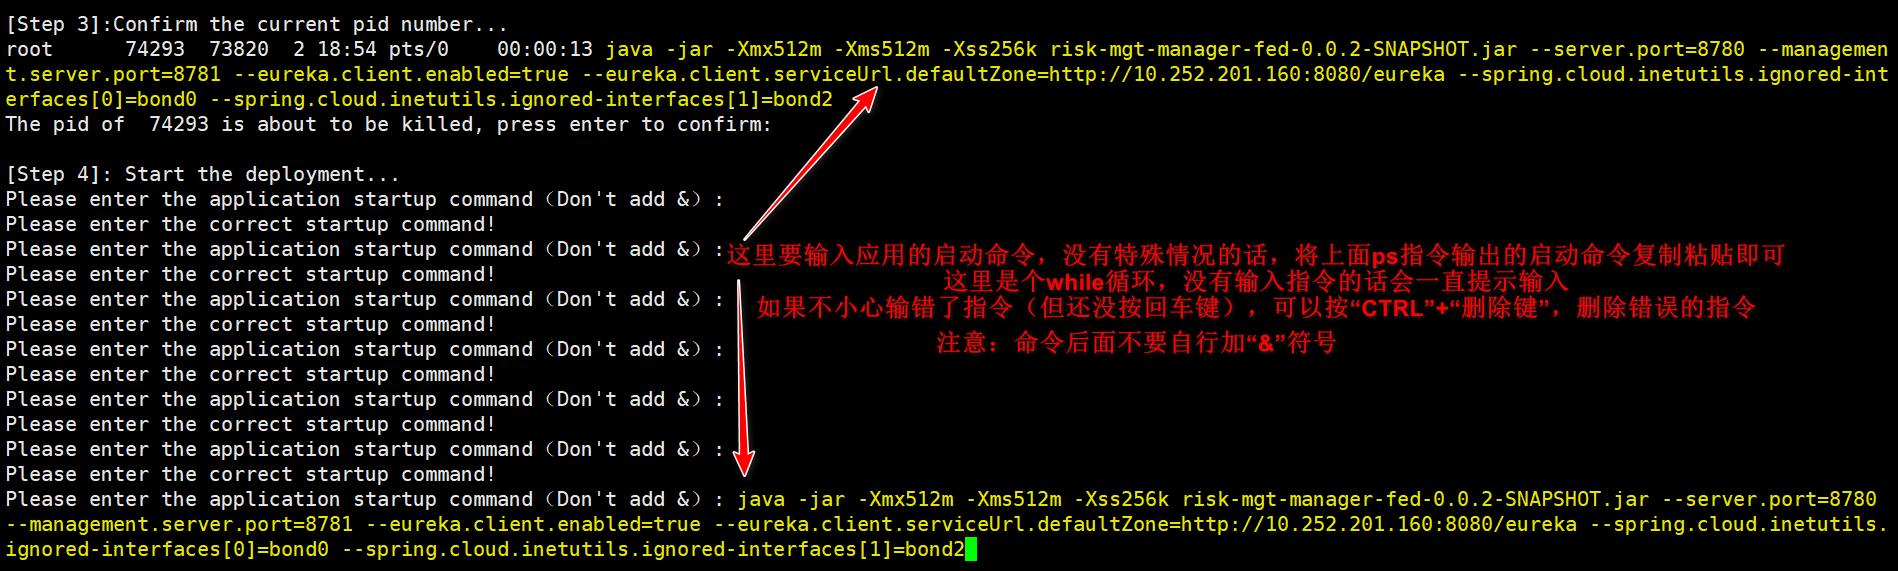 [Step 3]:Confirm the current pid number...
root      74293  73820  2 18:54 pts/0    00:00:13 java -jar -Xmx512m -Xms512m -Xss256k risk-mgt-manager-fed-0.0.2-SNAPSHOT.jar --server.port=8780 --managemen
t.server.port=8781 --eureka.client.enabled=true --eureka.client.serviceUrl.defaultZone=http://10.252.201.160:8080/eureka --spring.cloud.inetutils.ignored-int
erfaces[0]=bond0 --spring.cloud.inetutils.ignored-interfaces[1]=bond2
The pid of  74293 is about to be killed, press enter to confirm:
[Step 4]: Start the deployment...
Please enter the application startup command（Don't add &）:
Please enter the correct startup command!
Please enter the application startup command（Don't add &）:
这里要输入应用的启动命令，没有特殊情况的话，将上面ps指令输出的启动命令复制粘贴即可
Please enter the correct startup command!
这里是个while循环，没有输入指令的话会一直提示输入
Please enter the application startup command（Don't add &）:
如果不小心输错了指令（但还没按回车键），可以按“CTRL”+“删除键”，删除错误的指令
Please enter the correct startup command!
Please enter the application startup command（Don't add &）:
注意：命令后面不要自行加“&”符号
Please enter the correct startup command!
Please enter the application startup command（Don't add &）:
Please enter the correct startup command!
Please enter the application startup command（Don't add &）:
Please enter the correct startup command!
Please enter the application startup command（Don't add &）: java -jar -Xmx512m -Xms512m -Xss256k risk-mgt-manager-fed-0.0.2-SNAPSHOT.jar --server.port=8780
--management.server.port=8781 --eureka.client.enabled=true --eureka.client.serviceUrl.defaultZone=http://10.252.201.160:8080/eureka --spring.cloud.inetutils.
ignored-interfaces[0]=bond0 --spring.cloud.inetutils.ignored-interfaces[1]=bond2